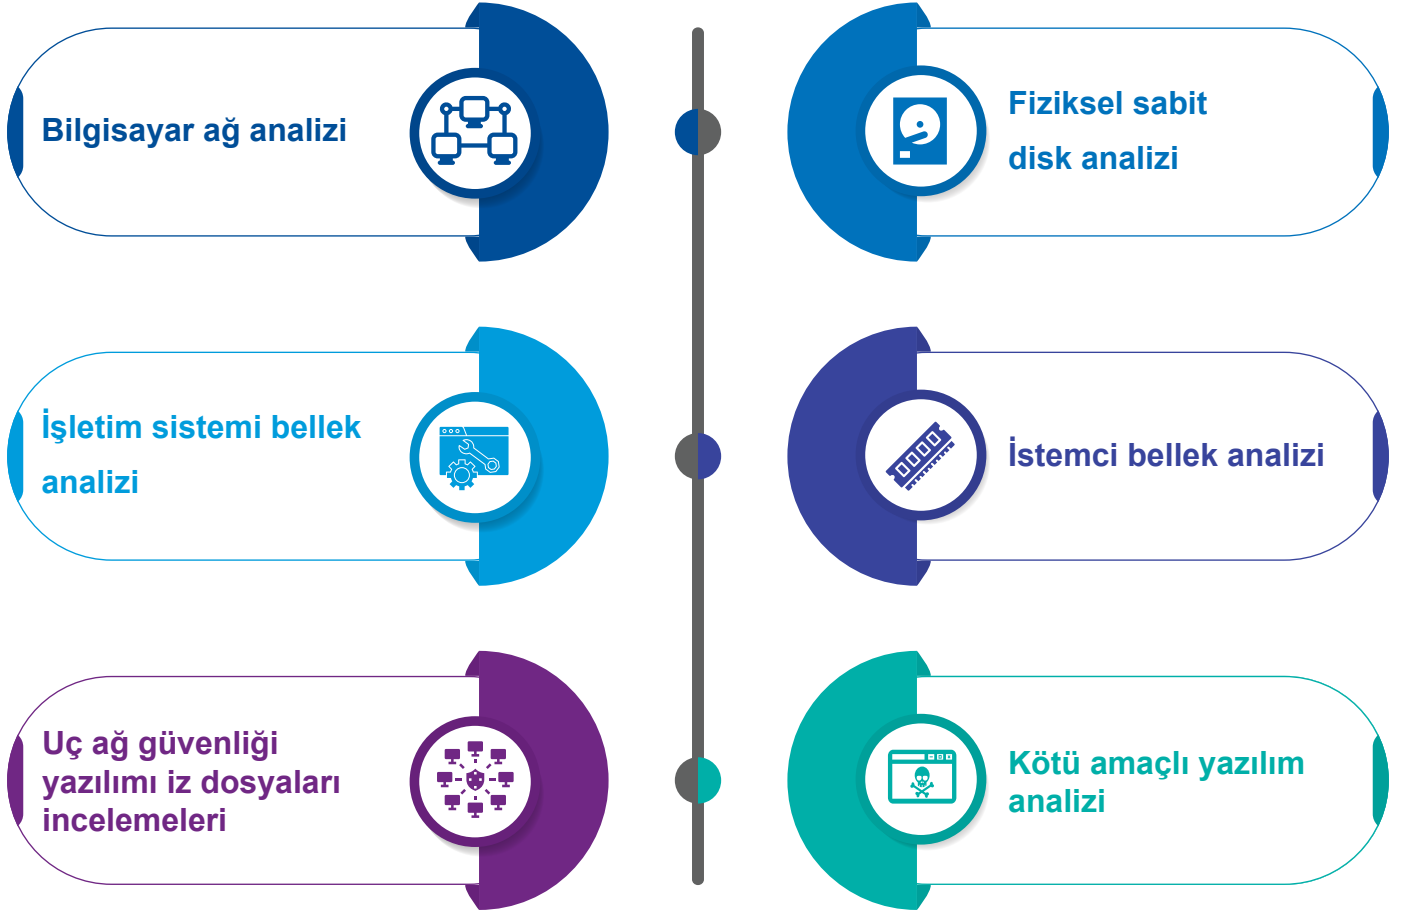 Bilgisayar ağ analizi
Fiziksel sabit
disk analizi
İşletim sistemi bellek
analizi
İstemci bellek analizi
Uç ağ güvenliği
yazılımı iz dosyaları
incelemeleri
Kötü amaçlı yazılım
analizi